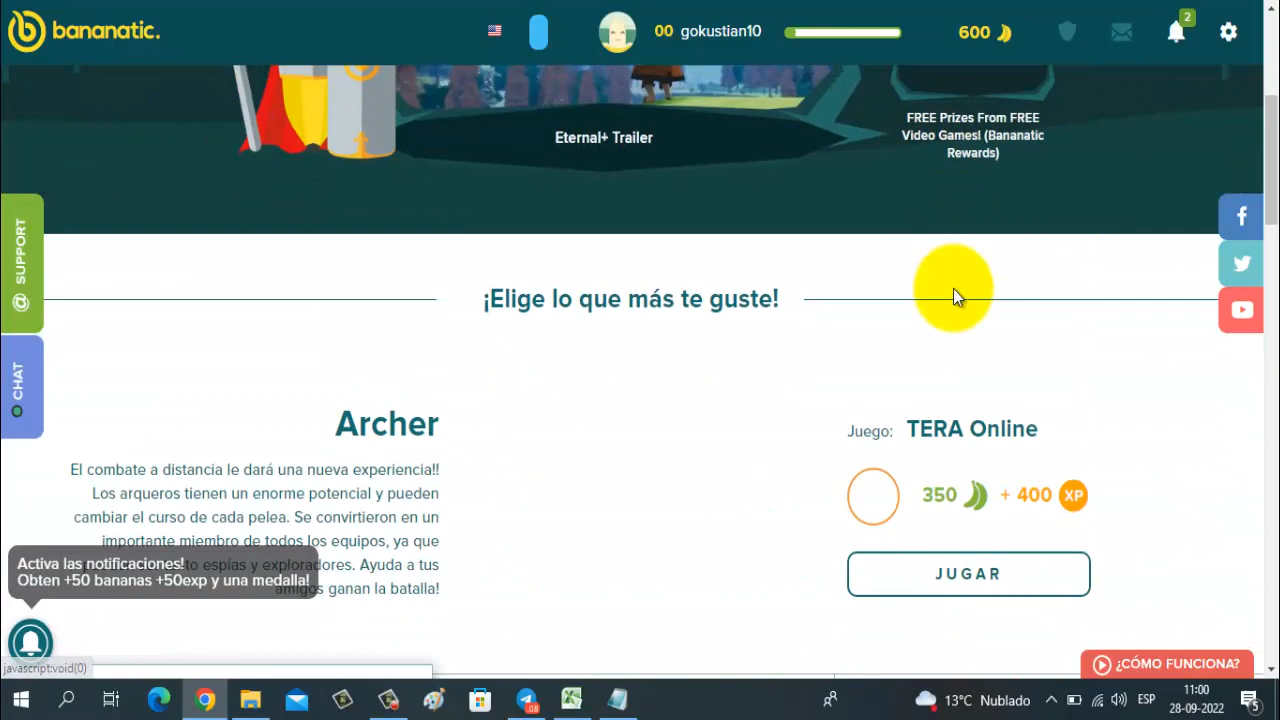 bananatic.
00 gokustian10
600
2
Eternal+ Trailer
FREE Prizes From FREE
Video Games! (Bananatic
Rewards)
@ SUPPORT
CHAT
¡Elige lo que más te guste!
Archer
El combate a distancia le dará una nueva experiencia!!
Los arqueros tienen un enorme potencial y pueden
cambiar el curso de cada pelea. Se convirtieron en un
importante miembro de todos los equipos, ya que
to espías y exploradores. Ayuda a tus
amigos ganan la batalla!
Juego: TERA Online
350 + 400 XP
JUGAR
Activa las notificaciones!
Obten +50 bananas +50exp y una medalla!
javascript:void(0)
¿CÓMO FUNCIONA?
13°C Nublado
ESP
11:00
28-09-2022
5